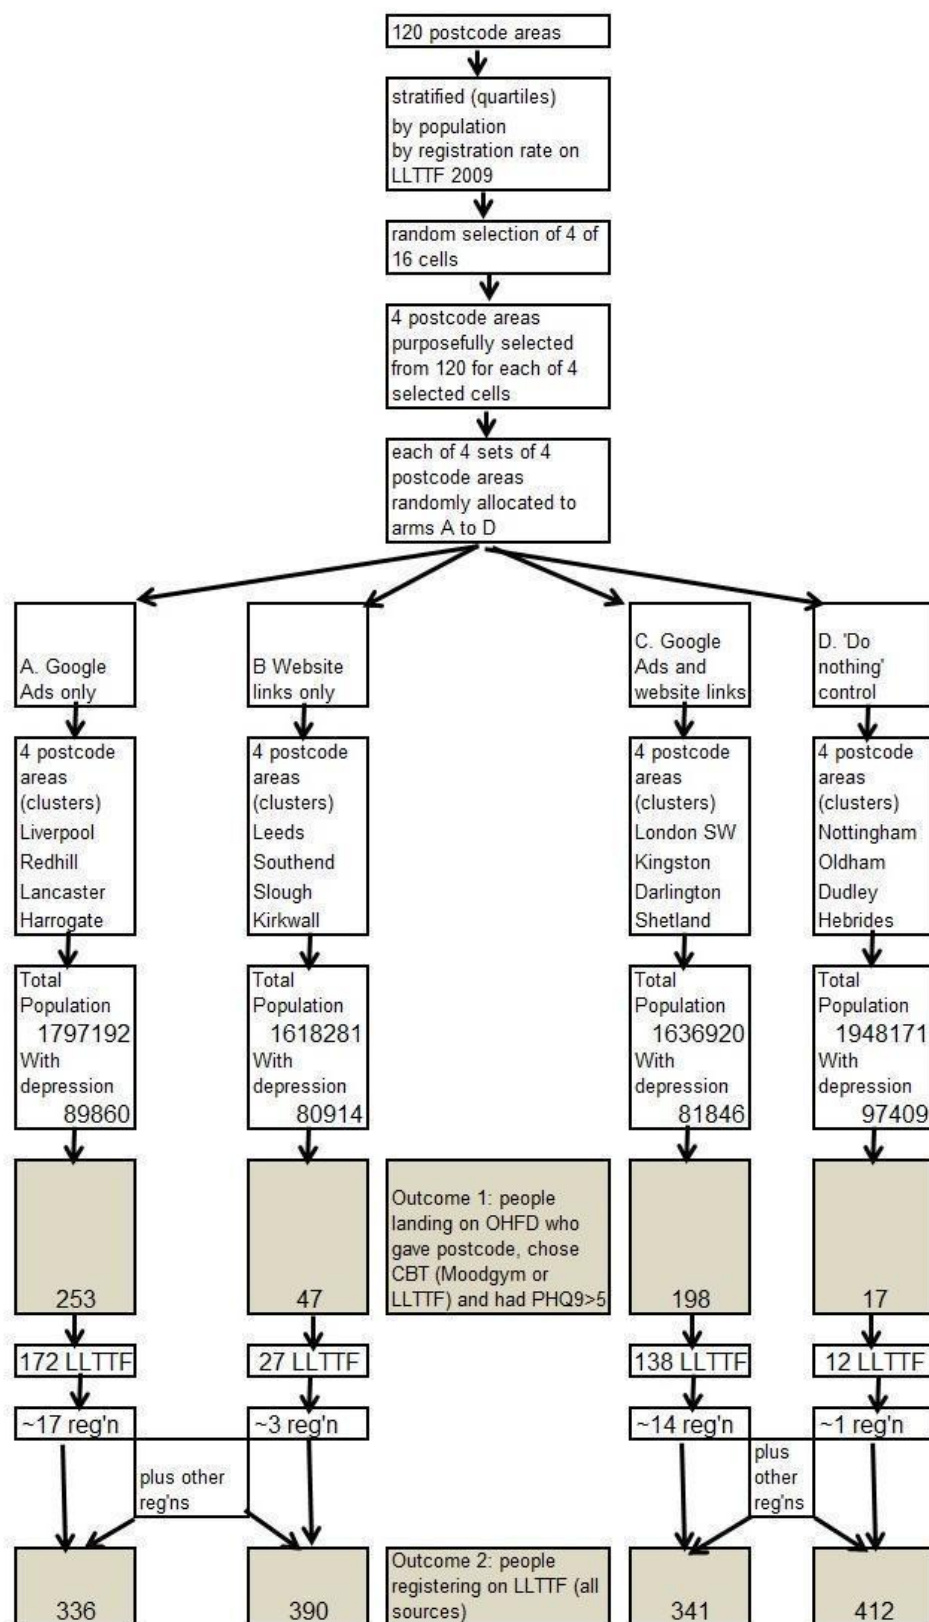 120 postcode areas
stratified (quartiles)
by population
by registration rate on
LLTTF 2009
random selection of 4 of
16 cells
4 postcode areas
purposefully selected
from 120 for each of 4
selected cells
each of 4 sets of 4
postcode areas
randomly allocated to
arms A to D
A. Google
Ads only
B Website
links only
C. Google
Ads and
website links
D. 'Do
nothing'
control
4 postcode
areas
(clusters)
Liverpool
Redhill
Lancaster
Harrogate
4 postcode
areas
(clusters)
Leeds
Southend
Slough
Kirkwall
4 postcode
areas
(clusters)
London SW
Kingston
Darlington
Shetland
4 postcode
areas
(clusters)
Nottingham
Oldham
Dudley
Hebrides
Total
Population
1797192
With
depression
89860
Total
Population
1618281
With
depression
80914
Total
Population
1636920
With
depression
81846
Total
Population
1948171
With
depression
97409
253
47
Outcome 1: people
landing on OHFD who
gave postcode, chose
CBT (Moodgym or
LLTTF) and had PHQ9>5
198
17
172 LLTTF
27 LLTTF
138 LLTTF
12 LLTTF
~17 reg'n
~3 reg'n
~14 reg'n
~1 reg'n
plus other
reg'ns
plus
other
reg'ns
336
390
Outcome 2: people
registering on LLTTF (all
sources)
341
412